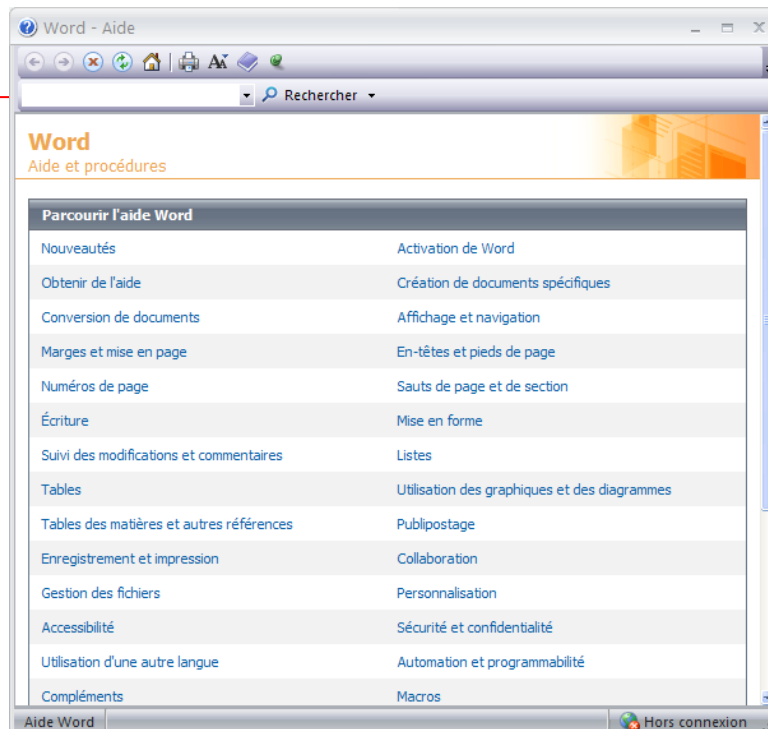 Word - Aide
Rechercher
Word
Aide et procédures
Parcourir l'aide Word
Nouveautés Activation de Word
Obtenir de l'aide Création de documents spécifiques
Conversion de documents Affichage et navigation
Marges et mise en page En-têtes et pieds de page
Numéros de page Sauts de page et de section
Écriture Mise en forme
Suivi des modifications et commentaires Listes
Tables Utilisation des graphiques et des diagrammes
Tables des matières et autres références Publipostage
Enregistrement et impression Collaboration
Gestion des fichiers Personnalisation
Accessibilité Sécurité et confidentialité
Utilisation d'une autre langue Automation et programmabilité
Compléments Macros
Aide Word Hors connexion